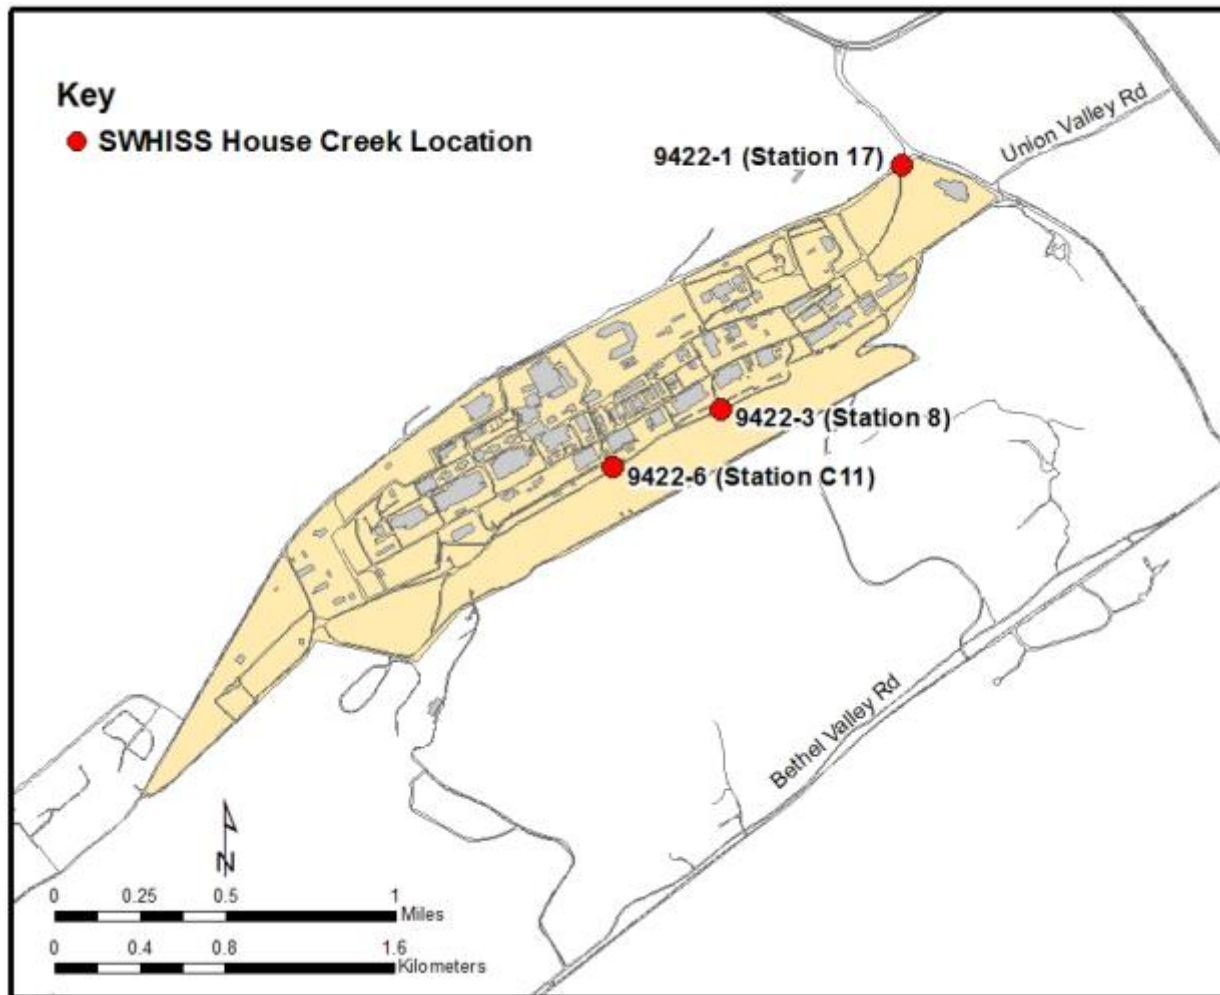 Key
SWHISS House Creek Location
Union Valley Rd
9422-1 (Station 17)
9422-3 (Station 8)
9422-6 (Station C11)
Bethel Valley Rd
N
0 0.25 0.5 1
Miles
0 0.4 0.8 1.6
Kilometers